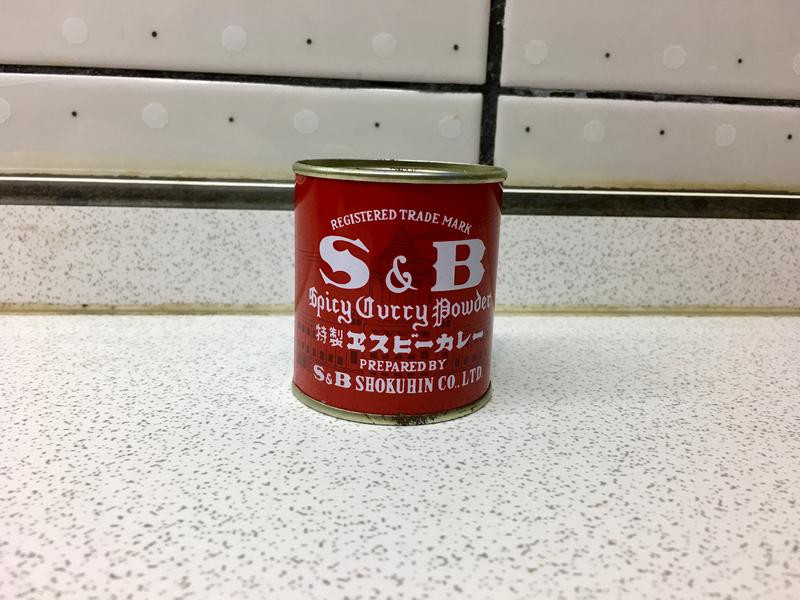 REGISTERED TRADE MARK
S & B
Spicy Curry Powder
特製 ヱスビーカレー
PREPARED BY
S&B SHOKUHIN CO., LTD.